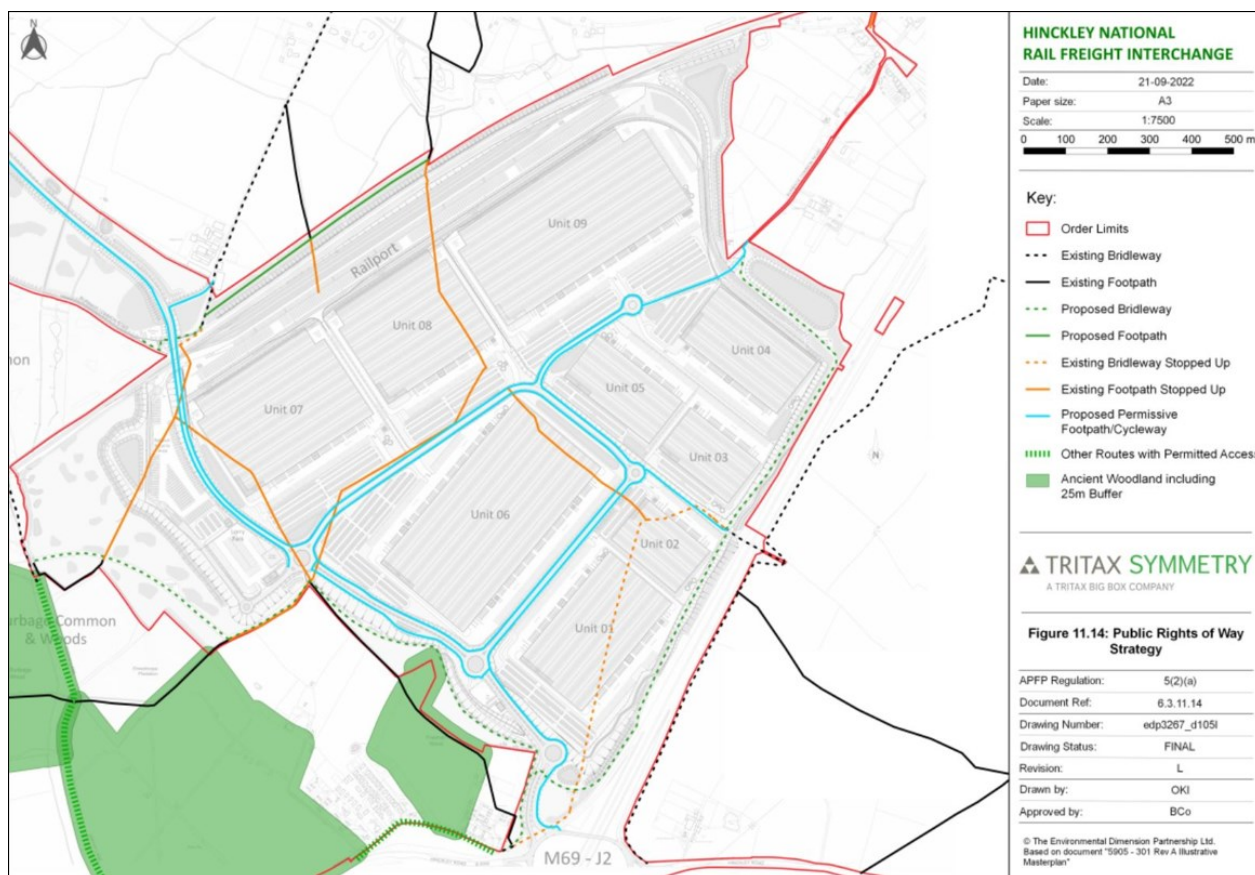 N
Unit 09
Railport
Unit 08
Unit 04
Unit 05
Unit 07
Unit 03
Unit 06
Unit 02
Unit 01
Common
& Woods
M69 - J2
HINCKLEY NATIONAL
RAIL FREIGHT INTERCHANGE
Date: 21-09-2022
Paper size: A3
Scale: 1:7500
0 100 200 300 400 500 m
Key:
Order Limits
Existing Bridleway
Existing Footpath
Proposed Bridleway
Proposed Footpath
Existing Bridleway Stopped Up
Existing Footpath Stopped Up
Proposed Permissive
Footpath/Cycleway
Other Routes with Permitted Access
Ancient Woodland including
25m Buffer
TRITAX SYMMETRY
A TRITAX BIG BOX COMPANY
Figure 11.14: Public Rights of Way
Strategy
APFP Regulation: 5(2)(a)
Document Ref: 6.3.11.14
Drawing Number: edp3267_d105l
Drawing Status: FINAL
Revision: L
Drawn by: OKI
Approved by: BCo
© The Environmental Dimension Partnership Ltd.
Based on document "5905 - 301 Rev A Illustrative
Masterplan"